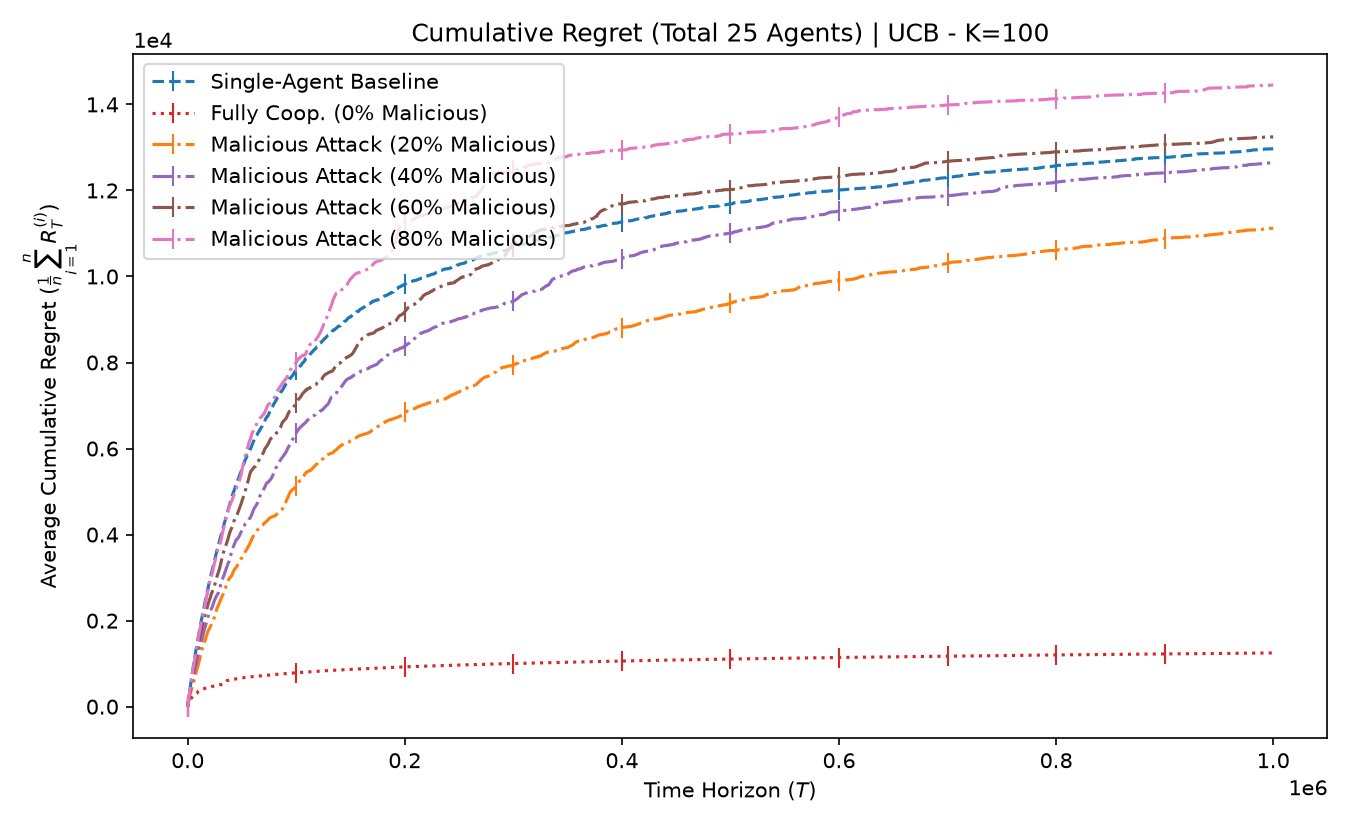 Cumulative Regret (Total 25 Agents) | UCB - K=100
1e4
Single-Agent Baseline
Fully Coop. (0% Malicious)
Malicious Attack (20% Malicious)
Malicious Attack (40% Malicious)
Malicious Attack (60% Malicious)
Malicious Attack (80% Malicious)
1.4
1.2
1.0
0.8
0.6
0.4
0.2
0.0
Average Cumulative Regret ($\frac{1}{n}\sum_{i=1}^{n} R_T^{(i)}$)
0.0 0.2 0.4 0.6 0.8 1.0
1e6
Time Horizon (T)